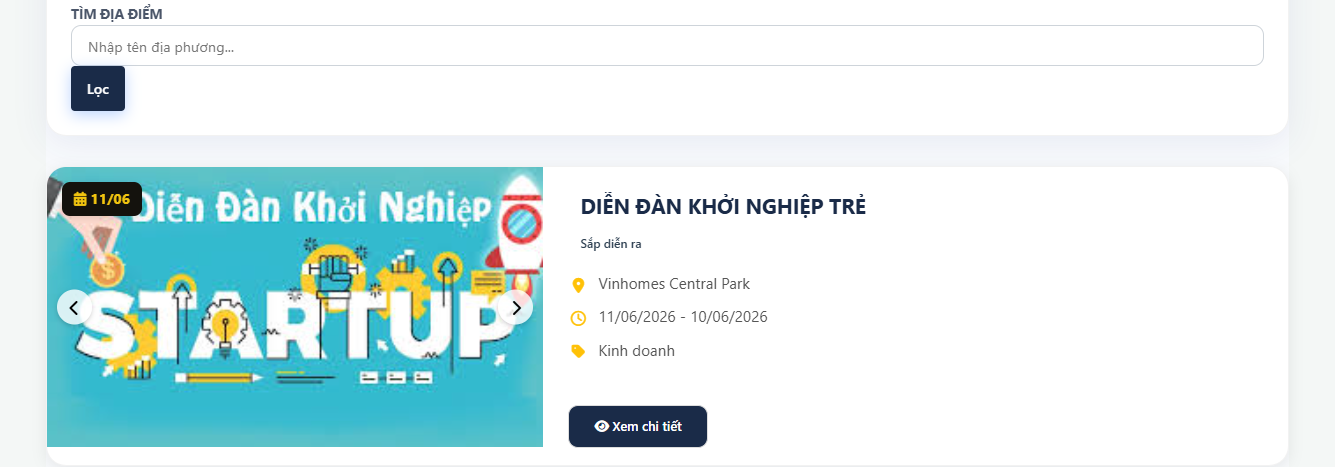 TÌM ĐỊA ĐIỂM
Nhập tên địa phương...
Lọc
11/06
Diễn Đàn Khởi Nghiệp
STARTUP
DIỄN ĐÀN KHỞI NGHIỆP TRẺ
Sắp diễn ra
Vinhomes Central Park
11/06/2026 - 10/06/2026
Kinh doanh
Xem chi tiết